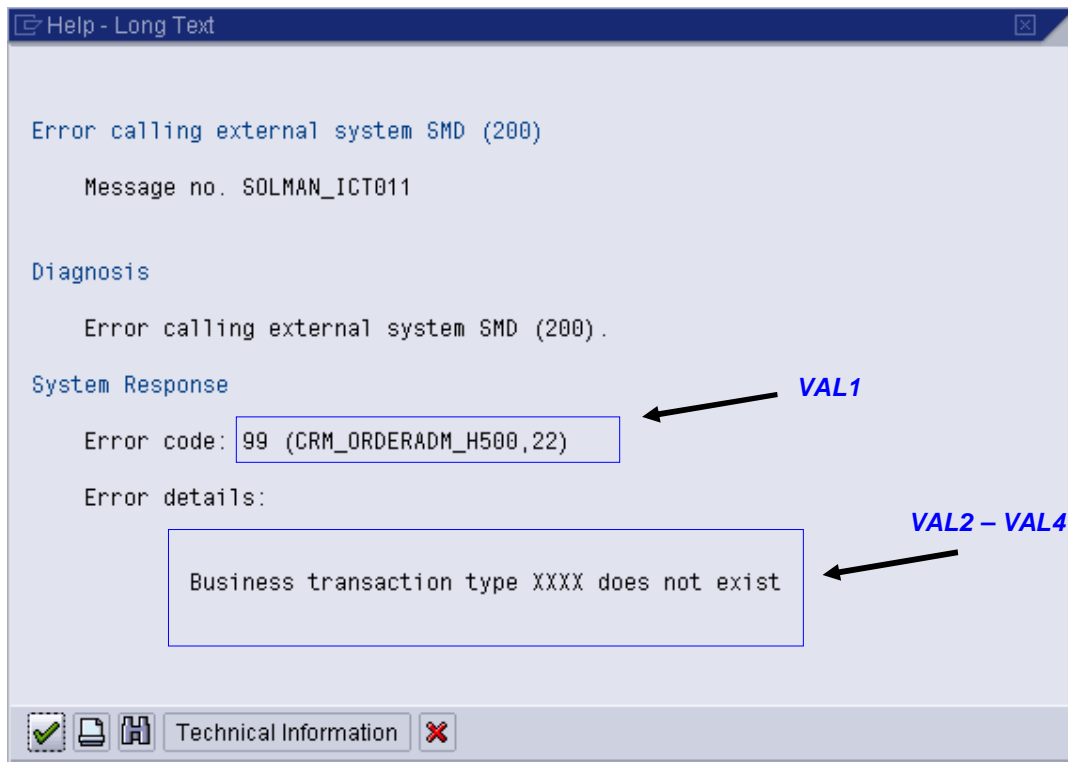 Help - Long Text
Error calling external system SMD (200)
Message no. SOLMAN_ICT011
Diagnosis
Error calling external system SMD (200).
System Response
VAL1
Error code: 99 (CRM_ORDERADM_H500,22)
Error details:
VAL2 – VAL4
Business transaction type XXXX does not exist
Technical Information